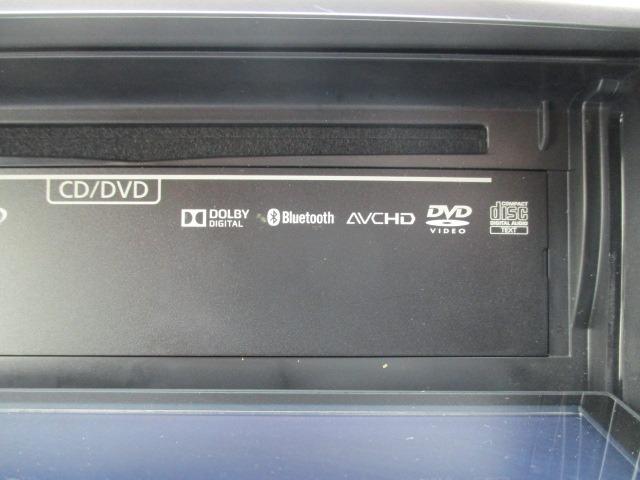 CD/DVD
DOLBY
DIGITAL
Bluetooth
AVCHD
DVD
VIDEO
COMPACT
disc
DIGITAL AUDIO
TEXT